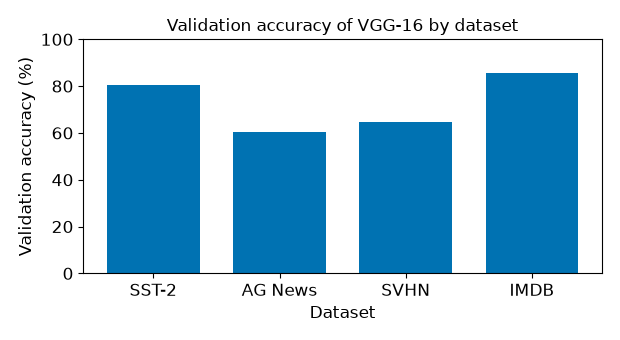 Validation accuracy of VGG-16 by dataset
Validation accuracy (%)
100
80
60
40
20
0
SST-2
AG News
SVHN
IMDB
Dataset